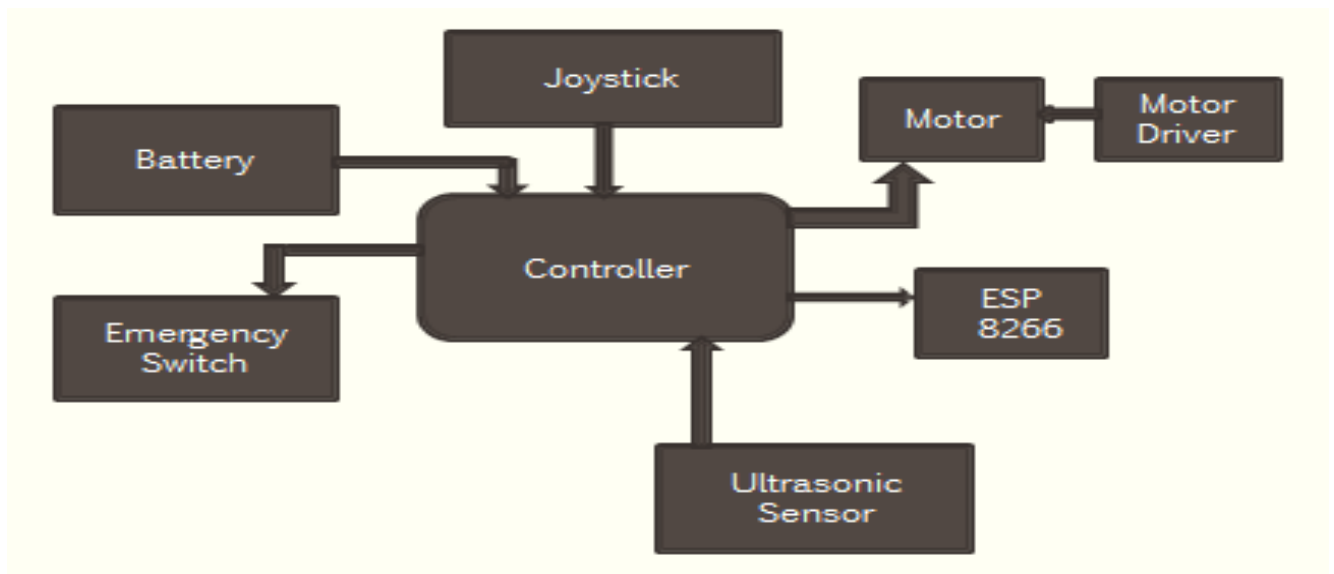 Joystick
Motor
Motor
Driver
Battery
Controller
ESP
8266
Emergency
Switch
Ultrasonic
Sensor